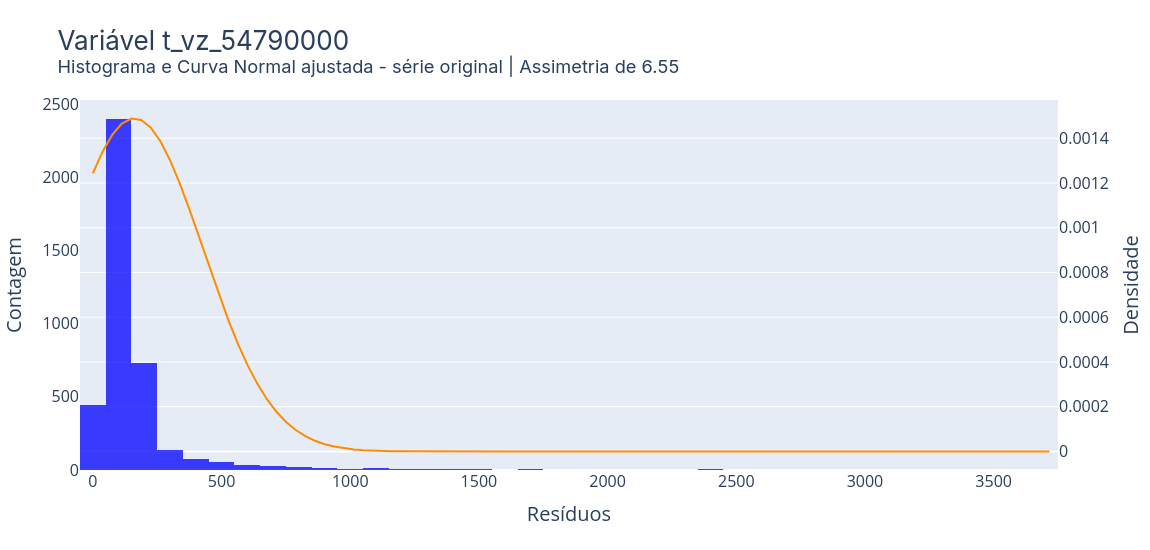 Variável t_vz_54790000
Histograma e Curva Normal ajustada - série original | Assimetria de 6.55
2500
2000
1500
1000
500
0
Contagem
0.0014
0.0012
0.001
0.0008
0.0006
0.0004
0.0002
0
Densidade
0 500 1000 1500 2000 2500 3000 3500
Resíduos